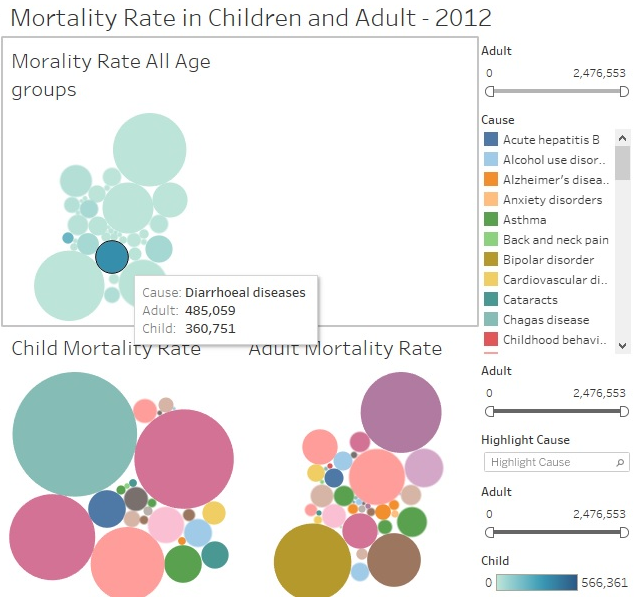 Mortality Rate in Children and Adult - 2012
Morality Rate All Age
groups
Cause: Diarrhoeal diseases
Adult: 485,059
Child: 360,751
Child Mortality Rate
Adult Mortality Rate
Adult
0 2,476,553
Cause
Acute hepatitis B
Alcohol use disor..
Alzheimer's disea..
Anxiety disorders
Asthma
Back and neck pain
Bipolar disorder
Cardiovascular di..
Cataracts
Chagas disease
Childhood behavi..
Adult
0 2,476,553
Highlight Cause
Highlight Cause
Adult
0 2,476,553
Child
0 566,361